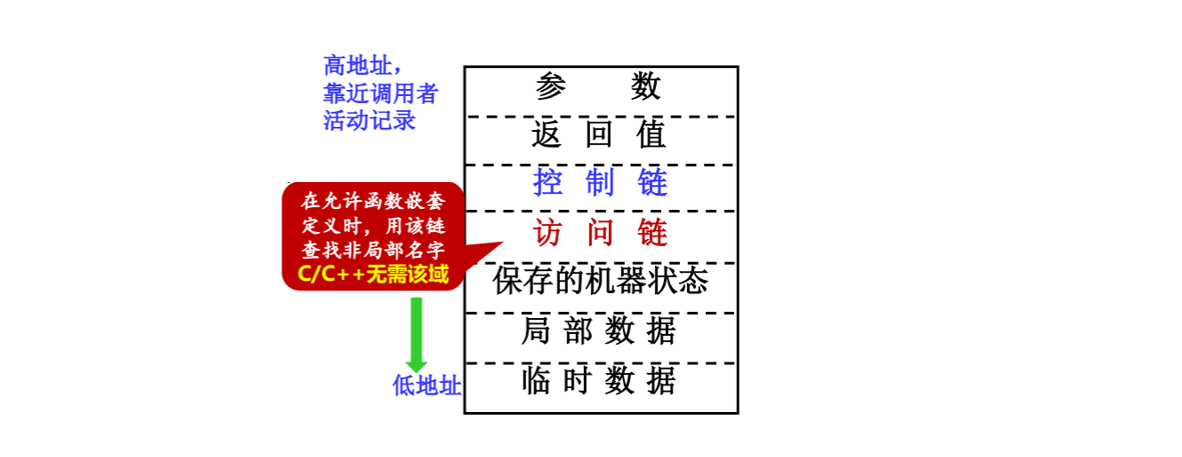 高地址，
靠近调用者
活动记录
参数
返回值
控制链
在允许函数嵌套
定义时，用该链
查找非局部名字
C/C++无需该域
访问链
保存的机器状态
局部数据
临时数据
低地址